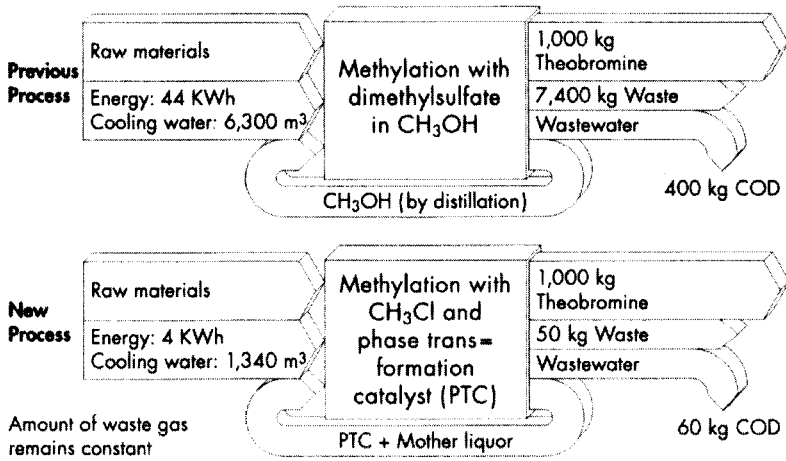 Previous
Process
Raw materials
Energy: 44 KWh
Cooling water: 6,300 m³
Methylation with
dimethylsulfate
in CH₃OH
CH₃OH (by distillation)
1,000 kg
Theobromine
7,400 kg Waste
Wastewater
400 kg COD
New
Process
Raw materials
Energy: 4 KWh
Cooling water: 1,340 m³
Methylation with
CH₃Cl and
phase trans=
formation
catalyst (PTC)
PTC + Mother liquor
1,000 kg
Theobromine
50 kg Waste
Wastewater
60 kg COD
Amount of waste gas
remains constant